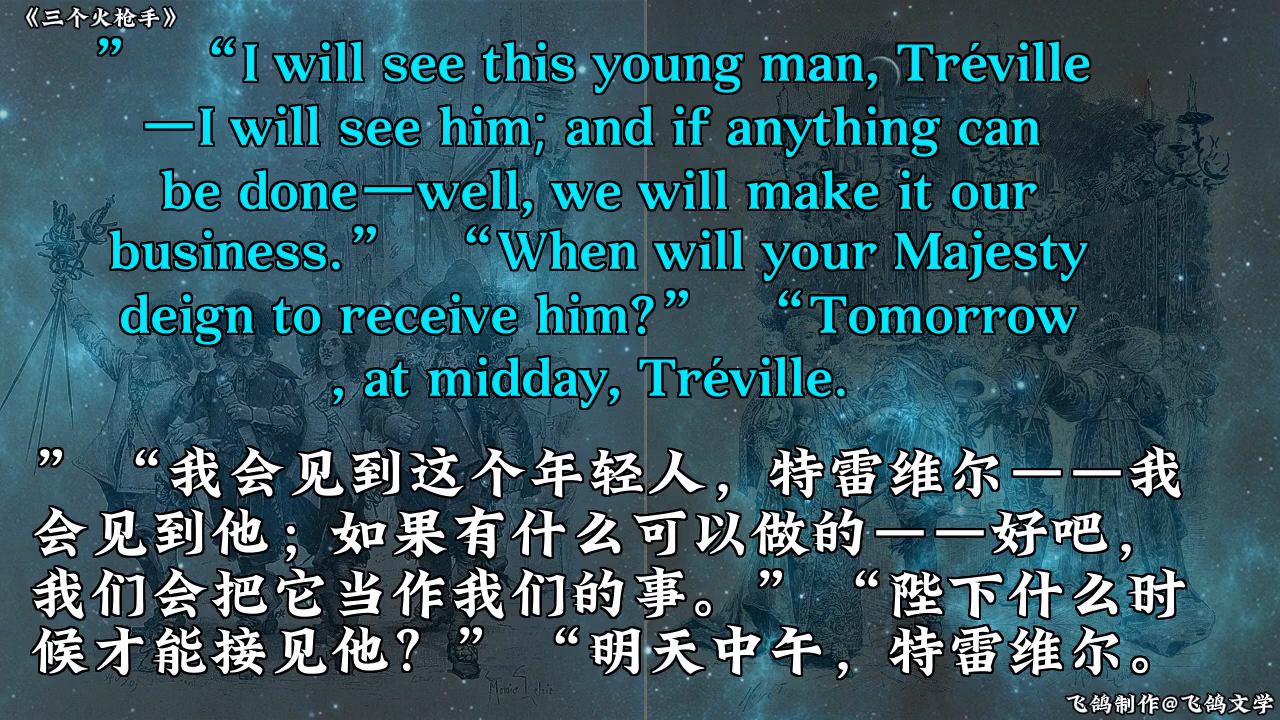 《三个火枪手》
” “I will see this young man, Tréville
—I will see him; and if anything can
be done—well, we will make it our
business.” “When will your Majesty
deign to receive him?” “Tomorrow
, at midday, Tréville.
” “我会见到这个年轻人，特雷维尔——我
会见到他；如果有什么可以做的——好吧，
我们会把它当作我们的事。” “陛下什么时
候才能接见他？” “明天中午，特雷维尔。
飞鸽制作@飞鸽文学